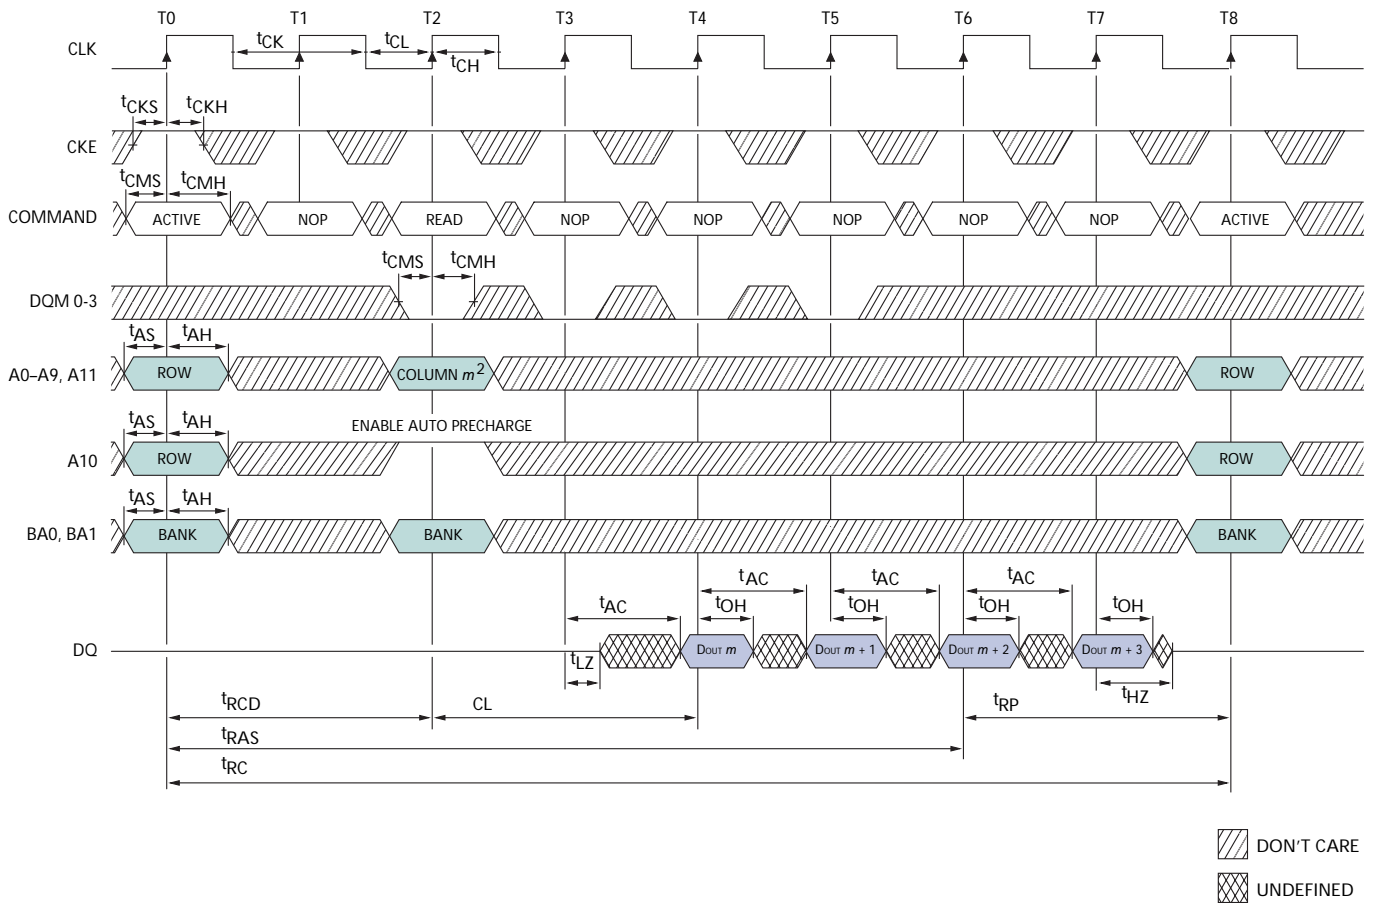 T0 T1 T2 T3 T4 T5 T6 T7 T8
CLK tCK tCL tCH
tCKS tCKH
CKE
tCMS tCMH
COMMAND ACTIVE NOP READ NOP NOP NOP NOP NOP ACTIVE
tCMS tCMH
DQM 0-3
tAS tAH
A0–A9, A11 ROW COLUMN m2 ROW
tAS tAH ENABLE AUTO PRECHARGE
A10 ROW ROW
tAS tAH
BA0, BA1 BANK BANK BANK
tAC tAC tAC
tAC tOH tOH tOH tOH
DQ DOUT m DOUT m + 1 DOUT m + 2 DOUT m + 3
tLZ tHZ
tRCD CL tRP
tRAS
tRC
DON'T CARE
UNDEFINED